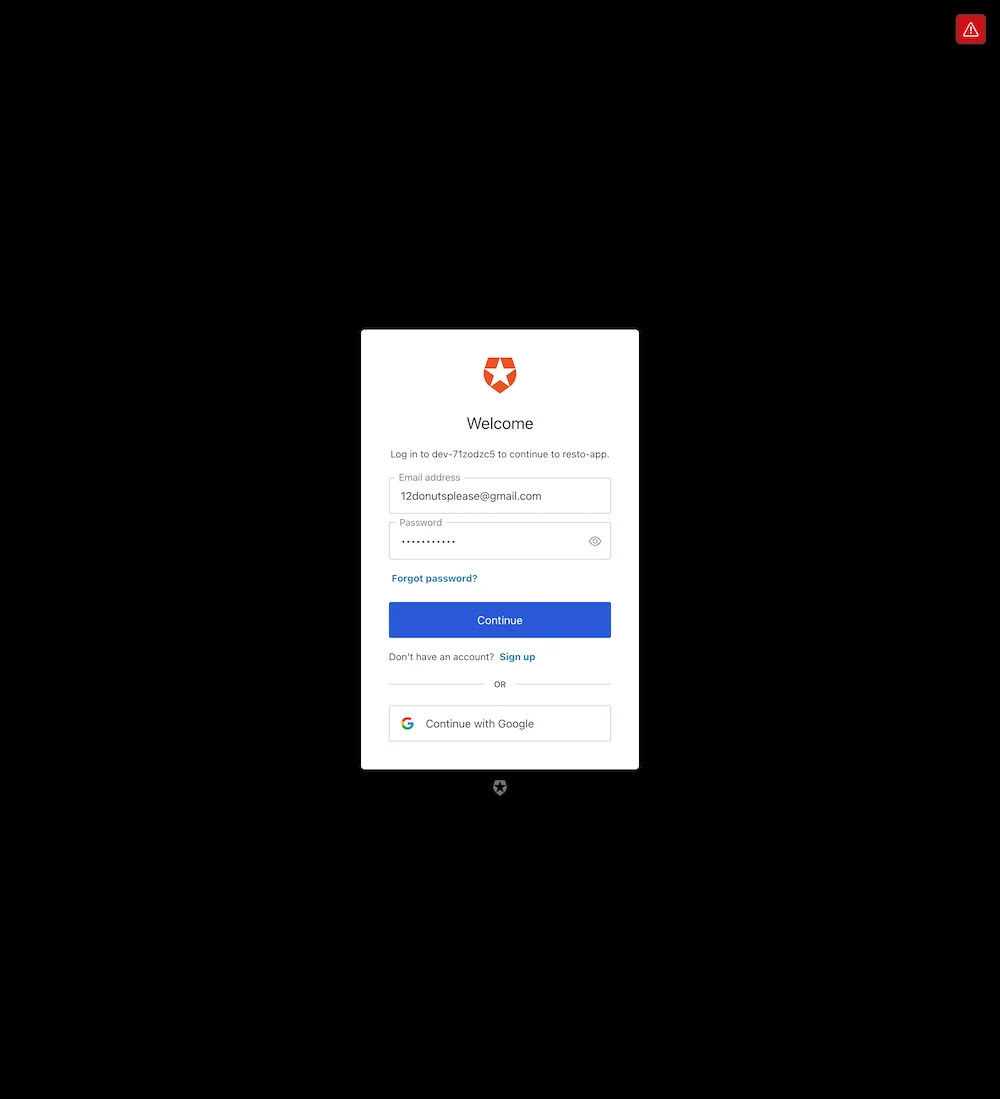 Welcome
Log in to dev-71zodzc5 to continue to resto-app.
Email address
12donutsplease@gmail.com
Password
•••••••••••
Forgot password?
Continue
Don't have an account? Sign up
OR
Continue with Google